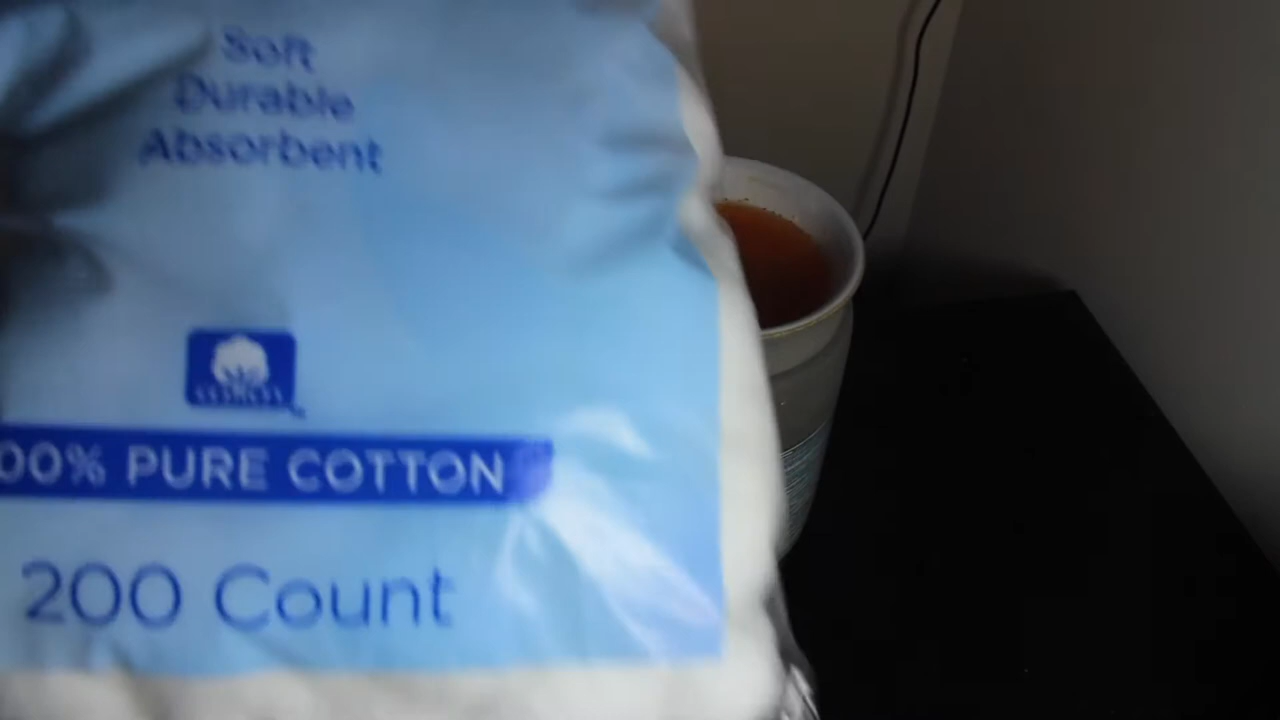 Soft
Durable
Absorbent
00% PURE COTTON
200 Count